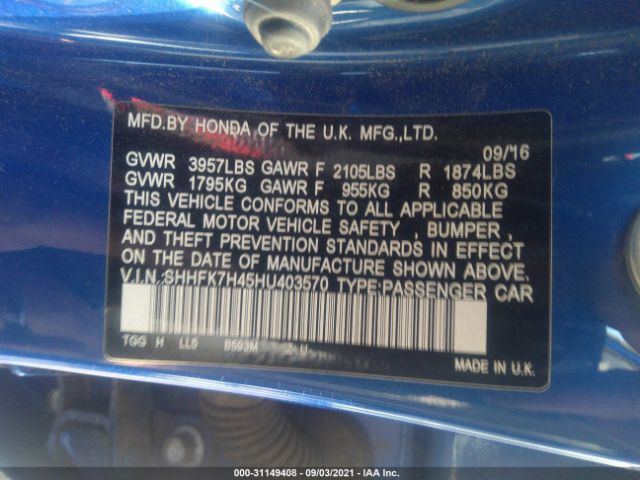 MFD.BY HONDA OF THE U.K. MFG.,LTD.
09/16
GVWR 3957LBS GAWR F 2105LBS R 1874LBS
GVWR 1795KG GAWR F 955KG R 850KG
THIS VEHICLE CONFORMS TO ALL APPLICABLE
FEDERAL MOTOR VEHICLE SAFETY , BUMPER ,
AND THEFT PREVENTION STANDARDS IN EFFECT
ON THE DATE OF MANUFACTURE SHOWN ABOVE.
V.I.N.:SHHFK7H45HU403570 TYPE:PASSENGER CAR
TGG H LL5 B593M
MADE IN U.K.
000-31149408 - 09/03/2021 - IAA Inc.